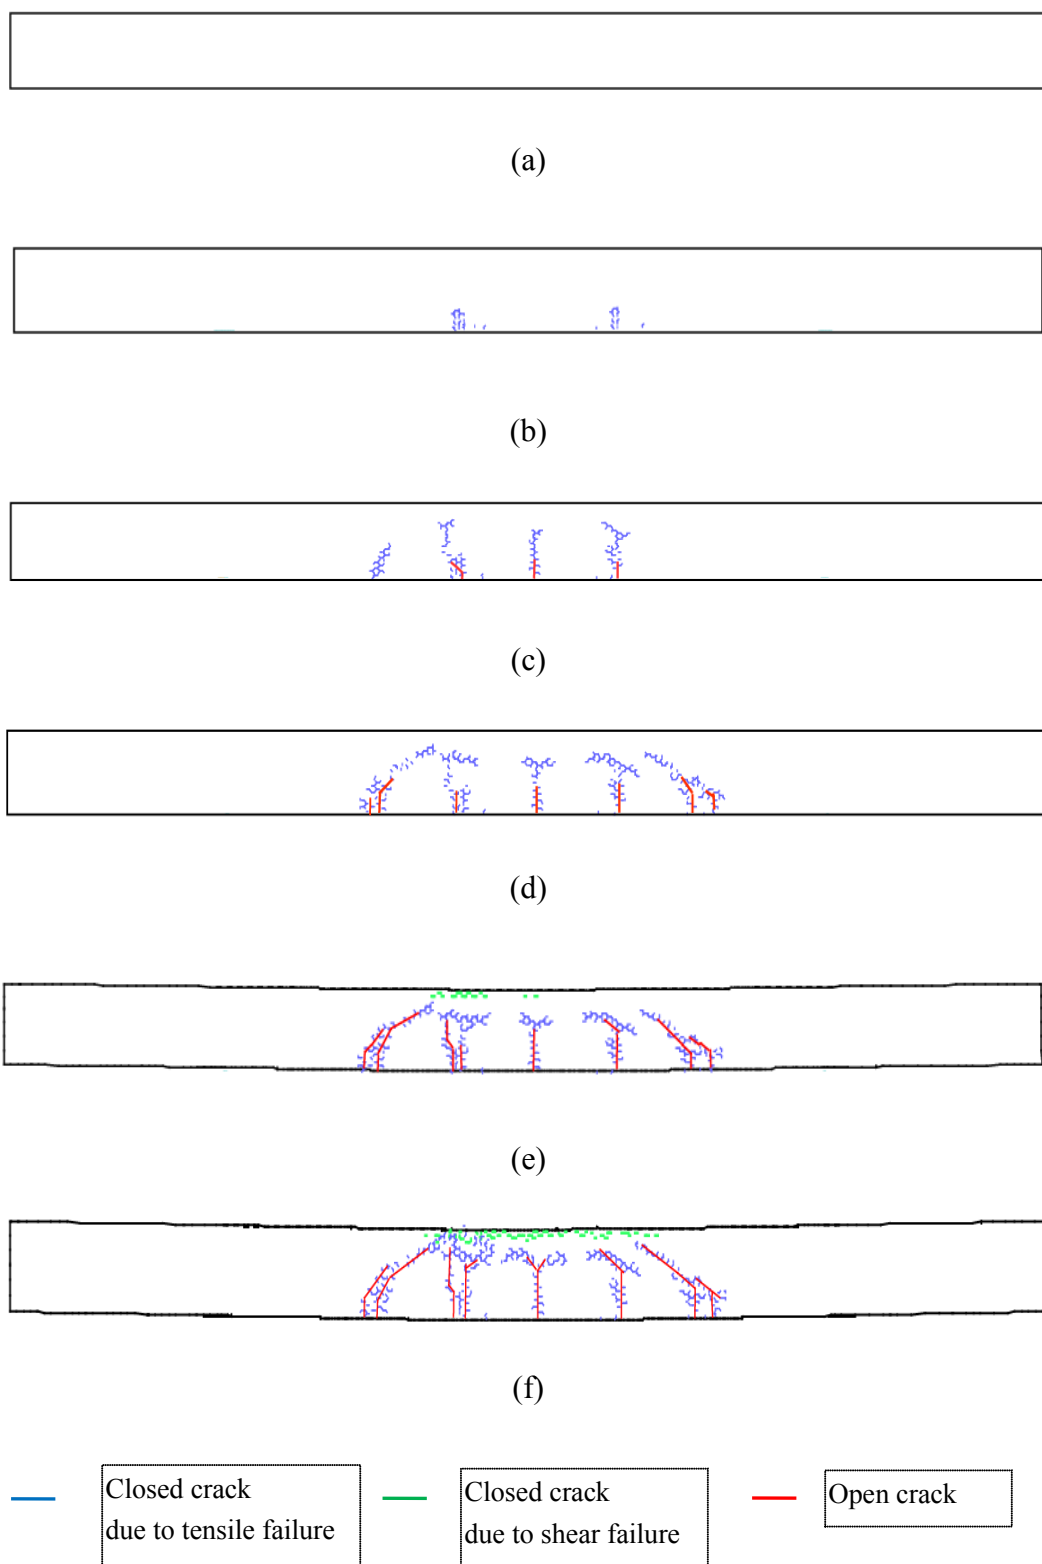 (a)
(b)
(c)
(d)
(e)
(f)
Closed crack
due to tensile failure
Closed crack
due to shear failure
Open crack